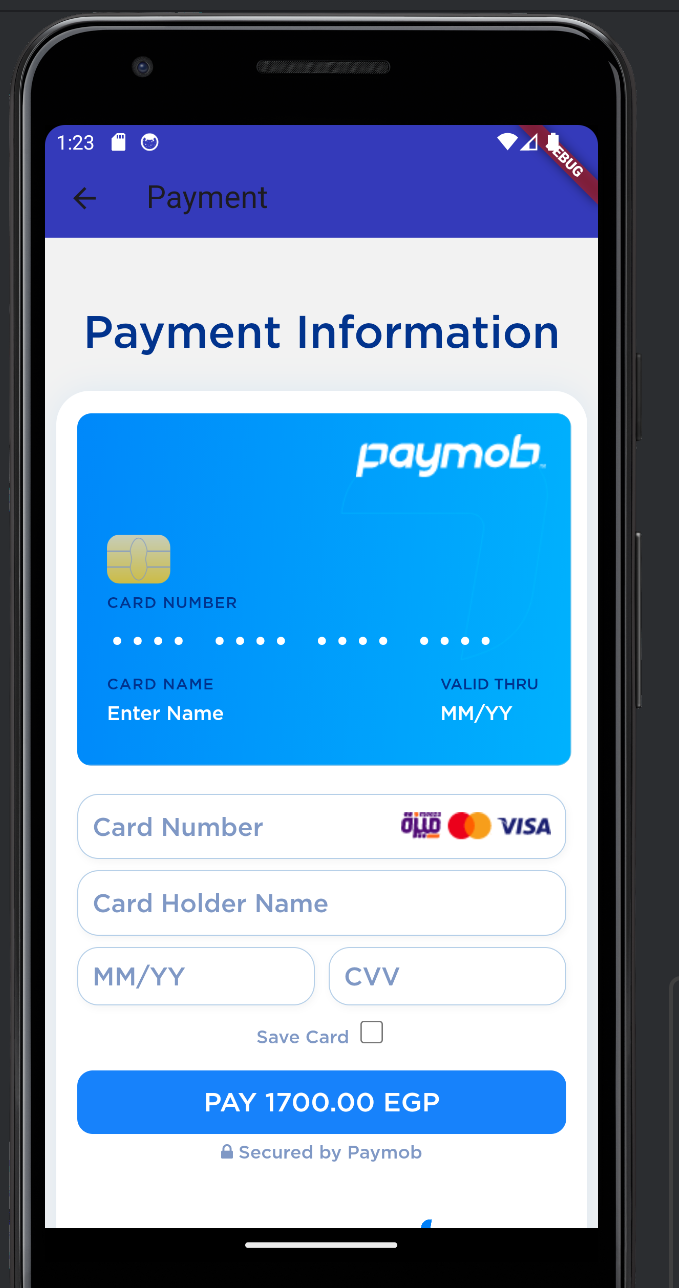 1:23
DEBUG
Payment
Payment Information
paymob
CARD NUMBER
CARD NAME
VALID THRU
Enter Name
MM/YY
Card Number
VISA
Card Holder Name
MM/YY
CVV
Save Card
PAY 1700.00 EGP
Secured by Paymob